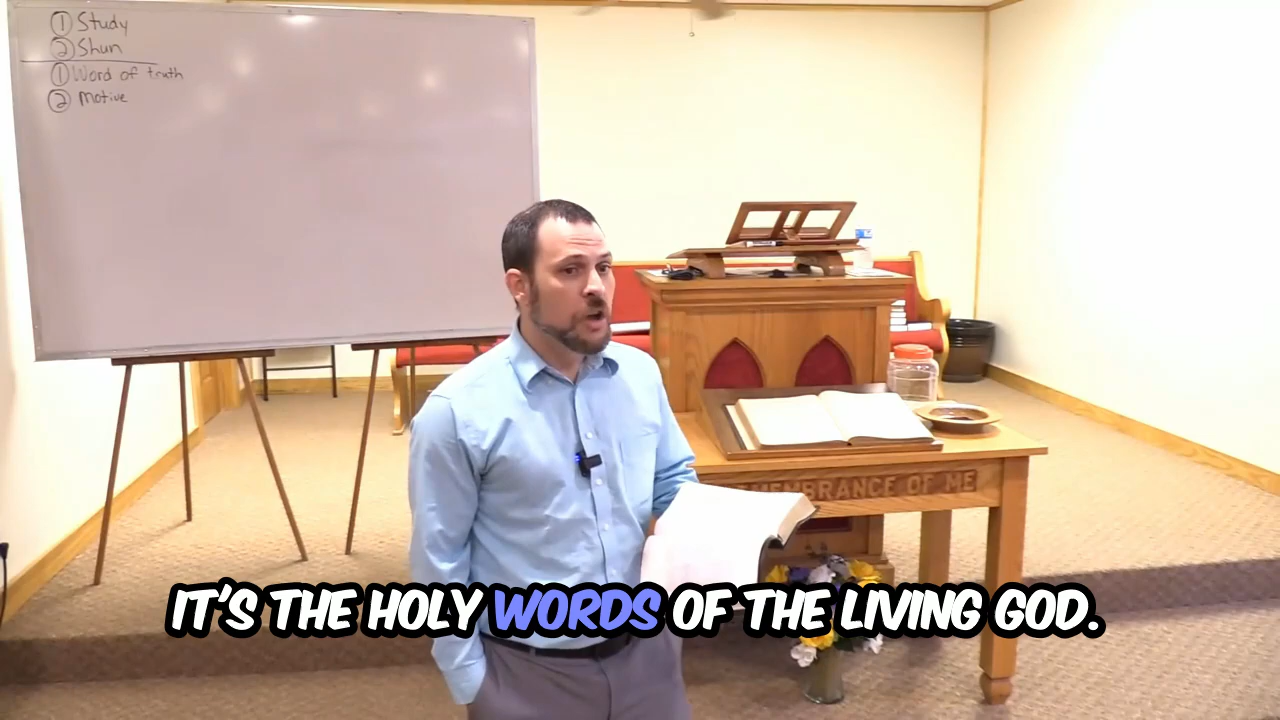 ① Study
② Shun
① Word of truth
② Motive
MEMBRANCE OF ME
IT'S THE HOLY WORDS OF THE LIVING GOD.